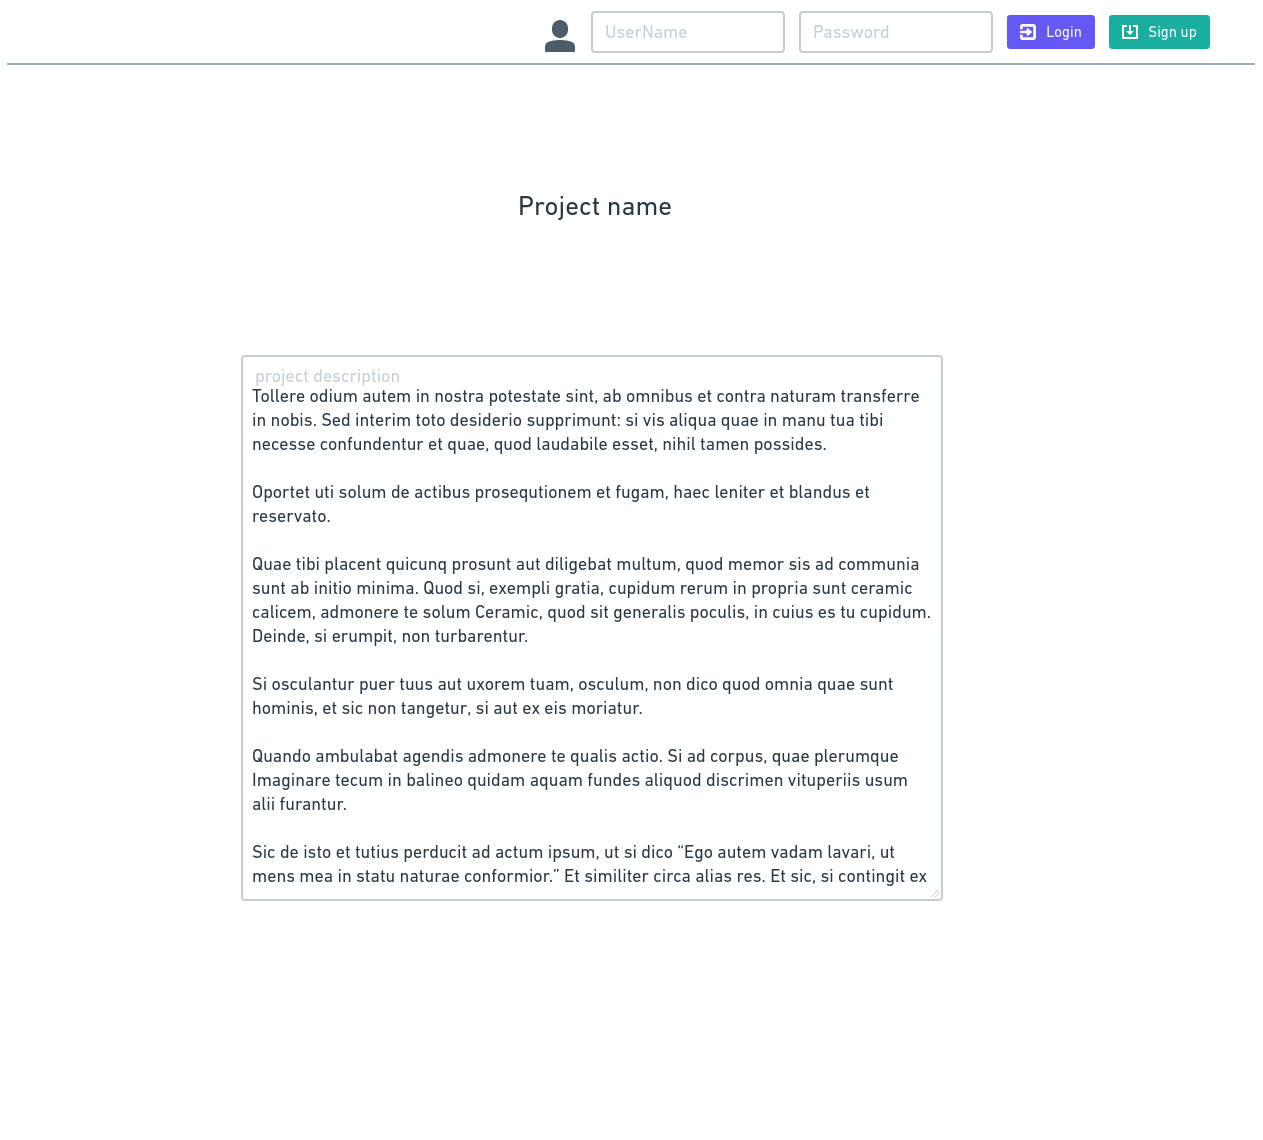 UserName Password Login Sign up
Project name
project description
Tollere odium autem in nostra potestate sint, ab omnibus et contra naturam transferre
in nobis. Sed interim toto desiderio supprimunt: si vis aliqua quae in manu tua tibi
necesse confundentur et quae, quod laudabile esset, nihil tamen possides.
Oportet uti solum de actibus prosequtionem et fugam, haec leniter et blandus et
reservato.
Quae tibi placent quicunq prosunt aut diligebat multum, quod memor sis ad communia
sunt ab initio minima. Quod si, exempli gratia, cupidum rerum in propria sunt ceramic
calicem, admonere te solum Ceramic, quod sit generalis poculis, in cuius es tu cupidum.
Deinde, si erumpit, non turbarentur.
Si osculantur puer tuus aut uxorem tuam, osculum, non dico quod omnia quae sunt
hominis, et sic non tangetur, si aut ex eis moriatur.
Quando ambulabat agendis admonere te qualis actio. Si ad corpus, quae plerumque
Imaginare tecum in balineo quidam aquam fundes aliquod discrimen vituperiis usum
alii furantur.
Sic de isto et tutius perducit ad actum ipsum, ut si dico “Ego autem vadam lavari, ut
mens mea in statu naturae conformior.” Et similiter circa alias res. Et sic, si contingit ex